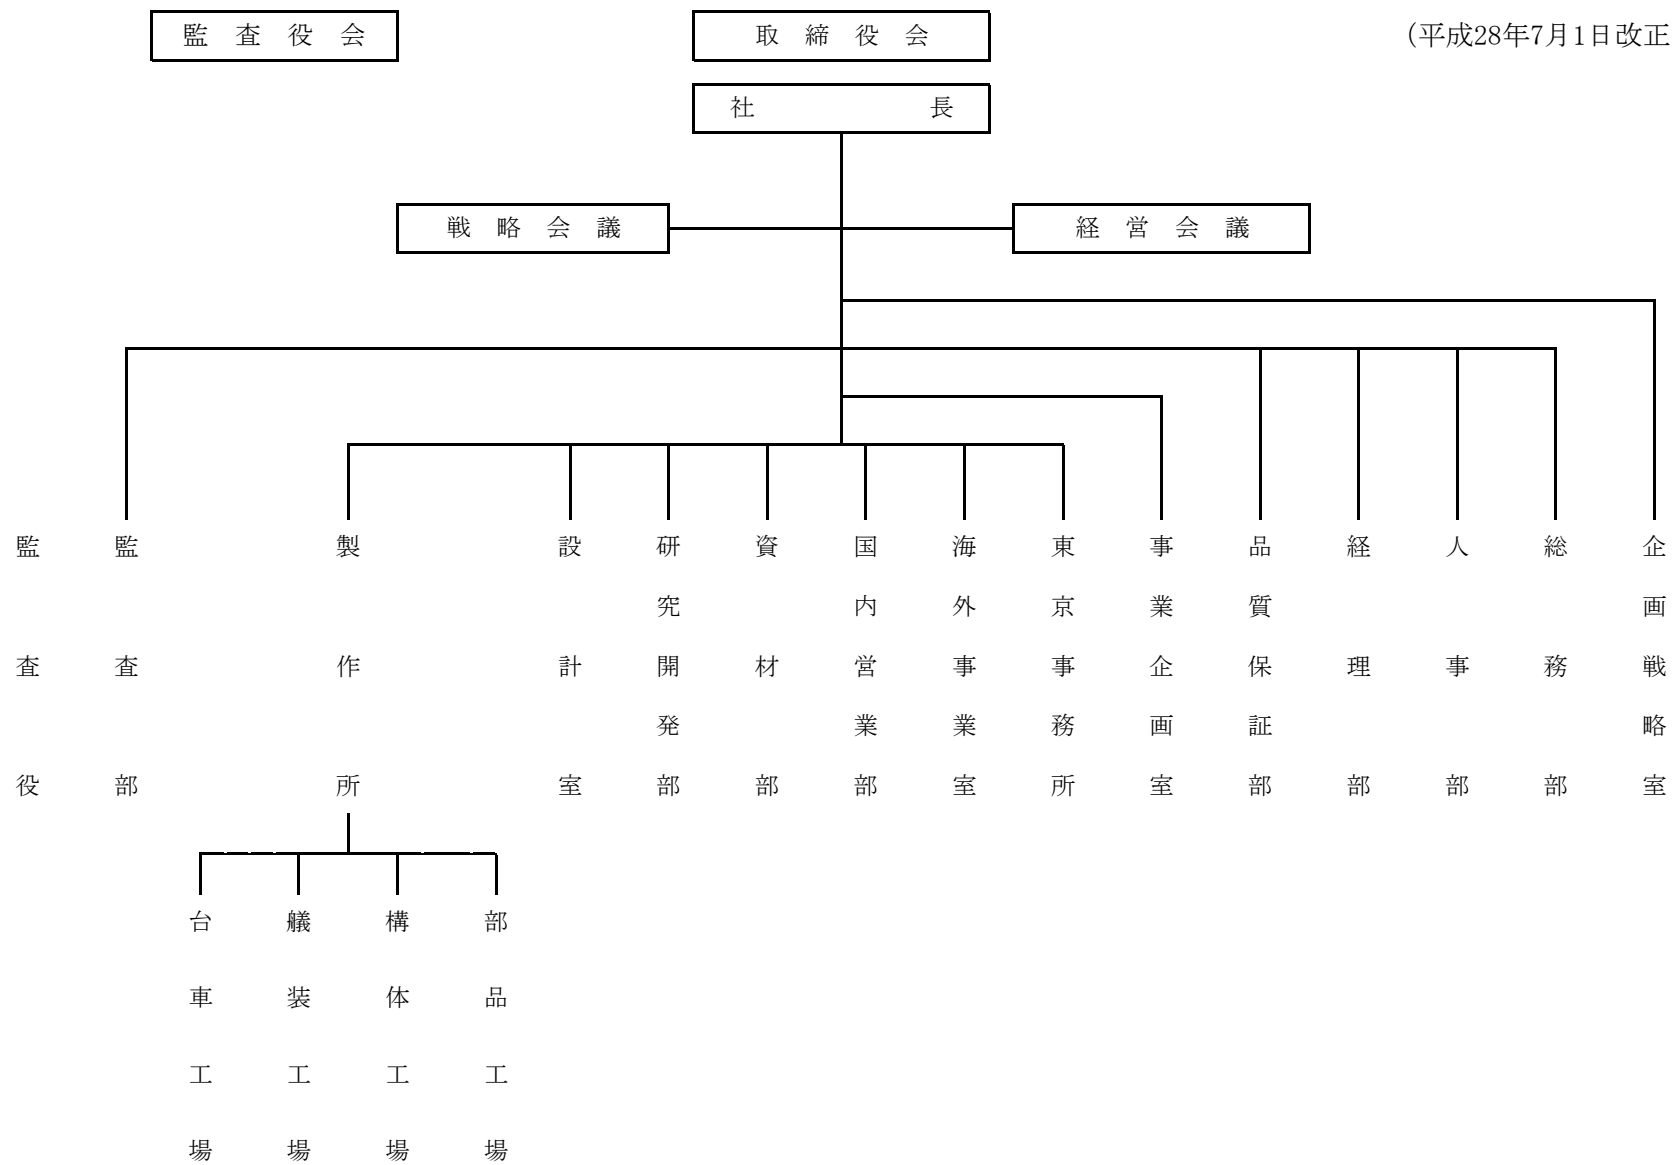 監査役会
取締役会
(平成28年7月1日改正
社長
戦略会議
経営会議
企画戦略室
総務部
人事部
経理部
品質保証部
事業企画室
東京事務所
海外事業室
国内営業部
資材部
研究開発部
設計室
製作所
監査部
監査役
部品工場
構体工場
艤装工場
台車工場